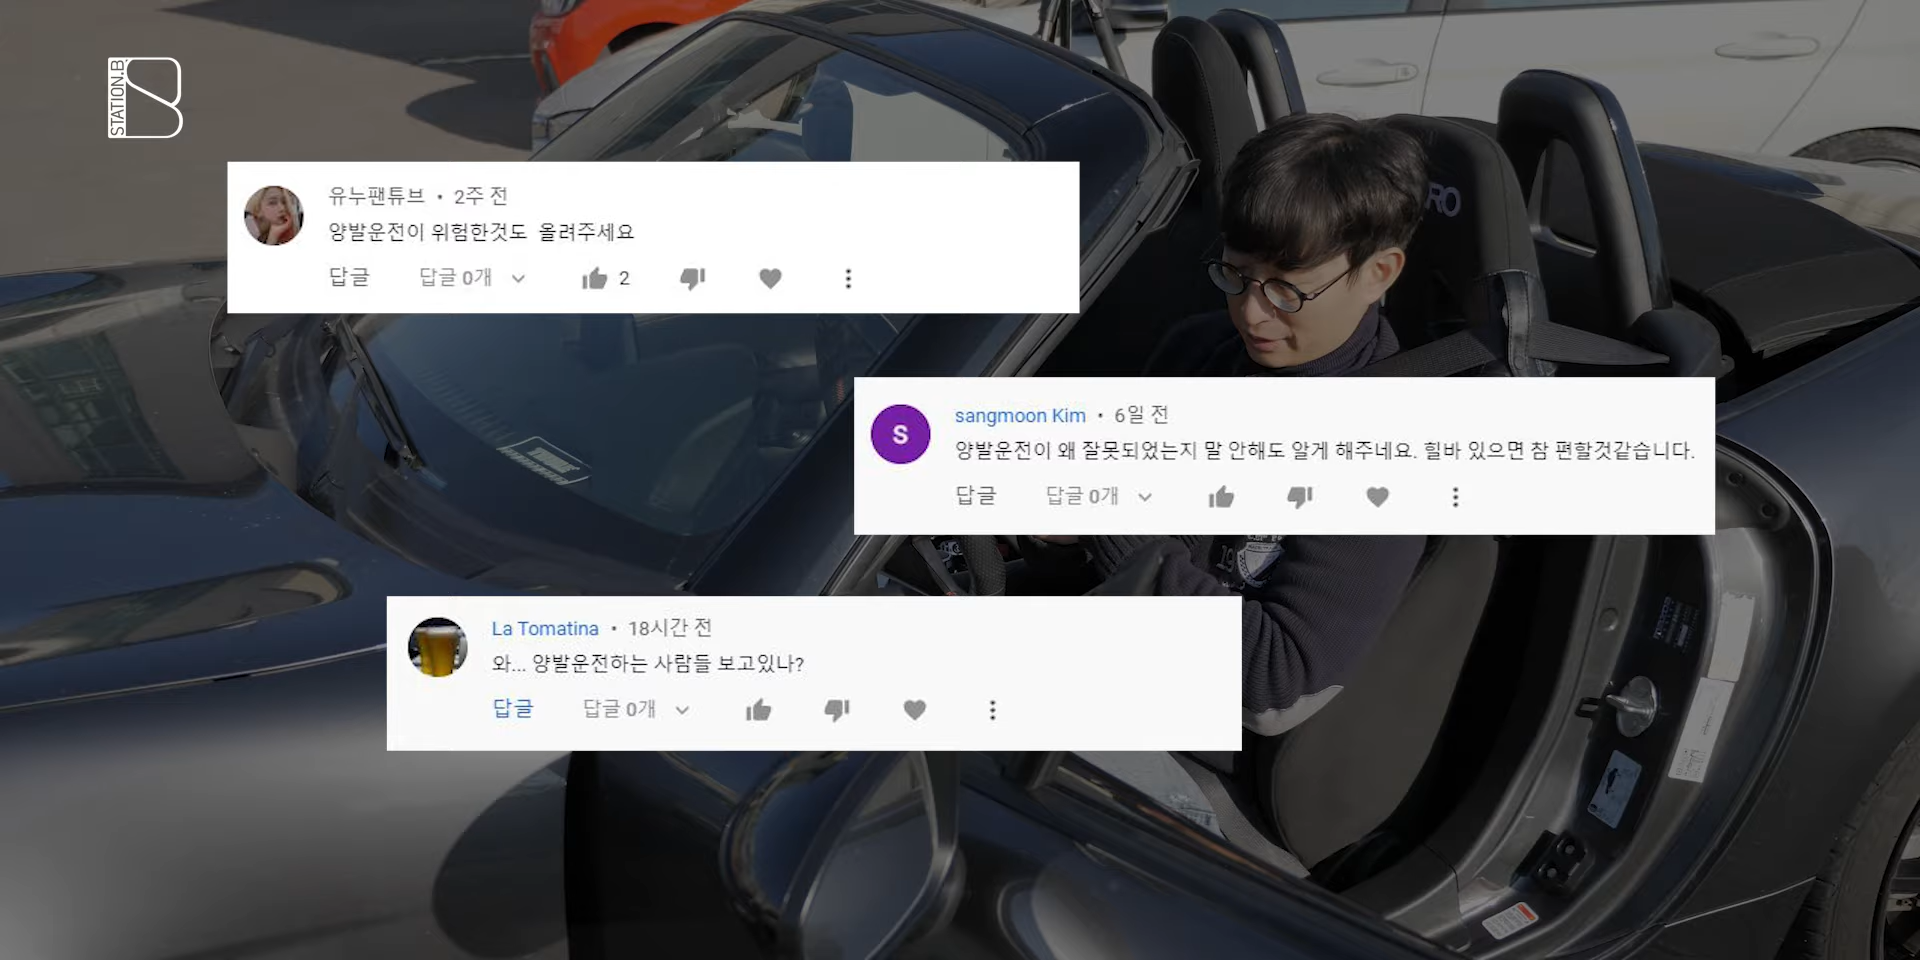 STATION.B
유누팬튜브 • 2주 전
양발운전이 위험한것도 올려주세요
답글 답글 0개 2
RO
S
sangmoon Kim • 6일 전
양발운전이 왜 잘못되었는지 말 안해도 알게 해주네요. 힐바 있으면 참 편할것같습니다.
답글 답글 0개
La Tomatina • 18시간 전
와... 양발운전하는 사람들 보고있나?
답글 답글 0개